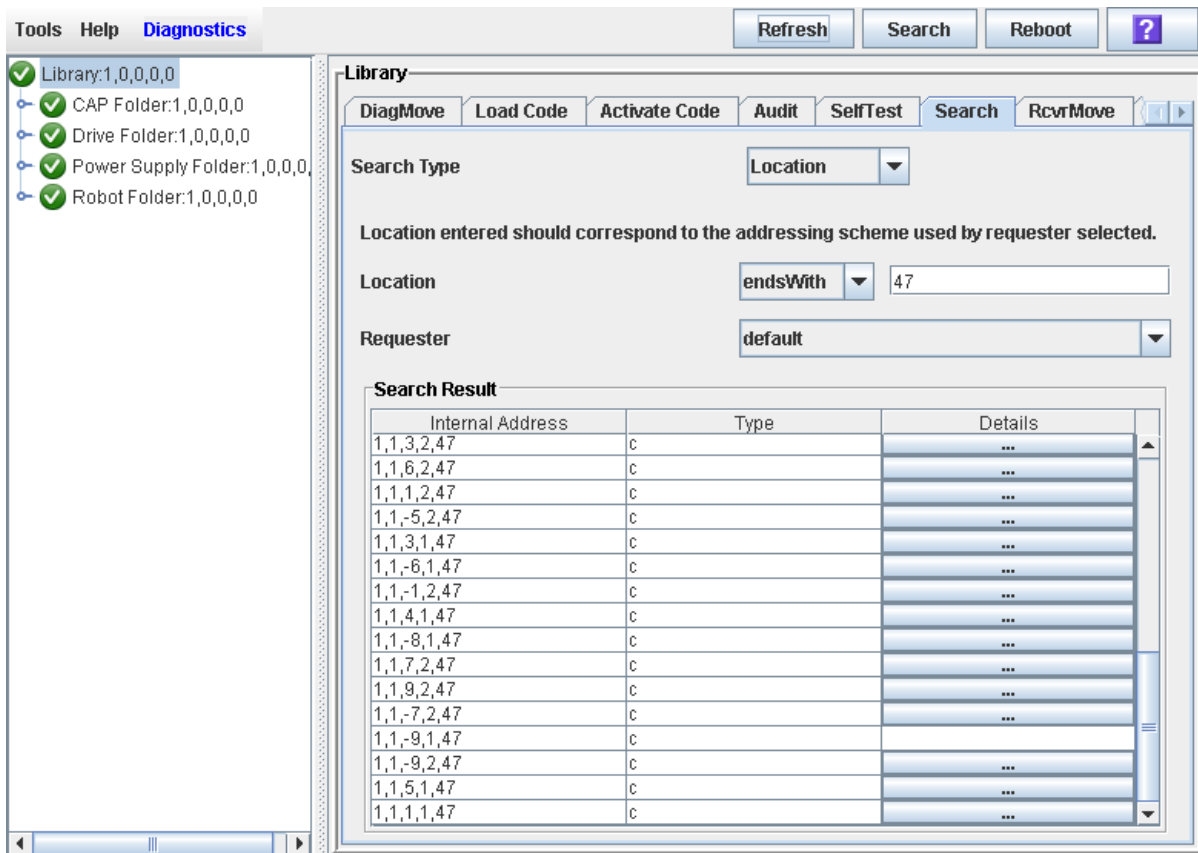 Tools Help Diagnostics Refresh Search Reboot ?
Library:1,0,0,0,0
CAP Folder:1,0,0,0,0
Drive Folder:1,0,0,0,0
Power Supply Folder:1,0,0,0,
Robot Folder:1,0,0,0,0
Library
DiagMove Load Code Activate Code Audit SelfTest Search RcvrMove
Search Type Location
Location entered should correspond to the addressing scheme used by requester selected.
Location endsWith 47
Requester default
Search Result
Internal Address Type Details
1,1,3,2,47 c ...
1,1,6,2,47 c ...
1,1,1,2,47 c ...
1,1,-5,2,47 c ...
1,1,3,1,47 c ...
1,1,-6,1,47 c ...
1,1,-1,2,47 c ...
1,1,4,1,47 c ...
1,1,-8,1,47 c ...
1,1,7,2,47 c ...
1,1,9,2,47 c ...
1,1,-7,2,47 c ...
1,1,-9,1,47 c
1,1,-9,2,47 c ...
1,1,5,1,47 c ...
1,1,1,1,47 c ...